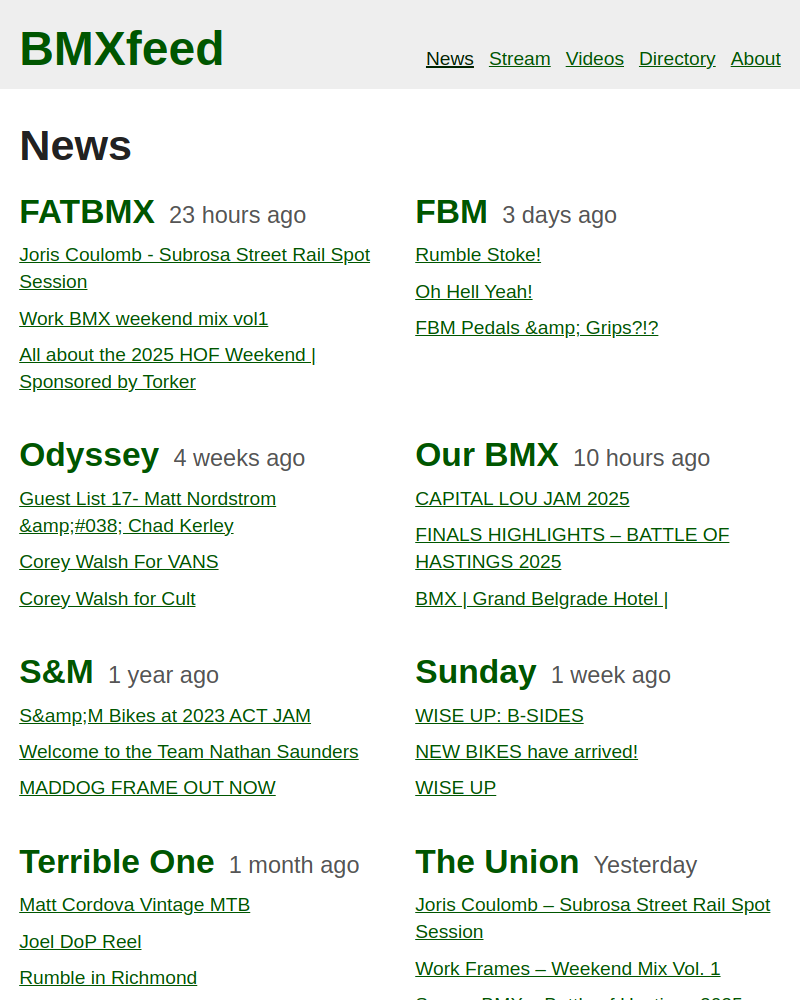 BMXfeed
News Stream Videos Directory About
News
FATBMX 23 hours ago
Joris Coulomb - Subrosa Street Rail Spot
Session
Work BMX weekend mix vol1
All about the 2025 HOF Weekend |
Sponsored by Torker
FBM 3 days ago
Rumble Stoke!
Oh Hell Yeah!
FBM Pedals &amp; Grips?!?
Odyssey 4 weeks ago
Guest List 17- Matt Nordstrom
&amp;#038; Chad Kerley
Corey Walsh For VANS
Corey Walsh for Cult
Our BMX 10 hours ago
CAPITAL LOU JAM 2025
FINALS HIGHLIGHTS – BATTLE OF
HASTINGS 2025
BMX | Grand Belgrade Hotel |
S&M 1 year ago
S&amp;M Bikes at 2023 ACT JAM
Welcome to the Team Nathan Saunders
MADDOG FRAME OUT NOW
Sunday 1 week ago
WISE UP: B-SIDES
NEW BIKES have arrived!
WISE UP
Terrible One 1 month ago
Matt Cordova Vintage MTB
Joel DoP Reel
Rumble in Richmond
The Union Yesterday
Joris Coulomb – Subrosa Street Rail Spot
Session
Work Frames – Weekend Mix Vol. 1